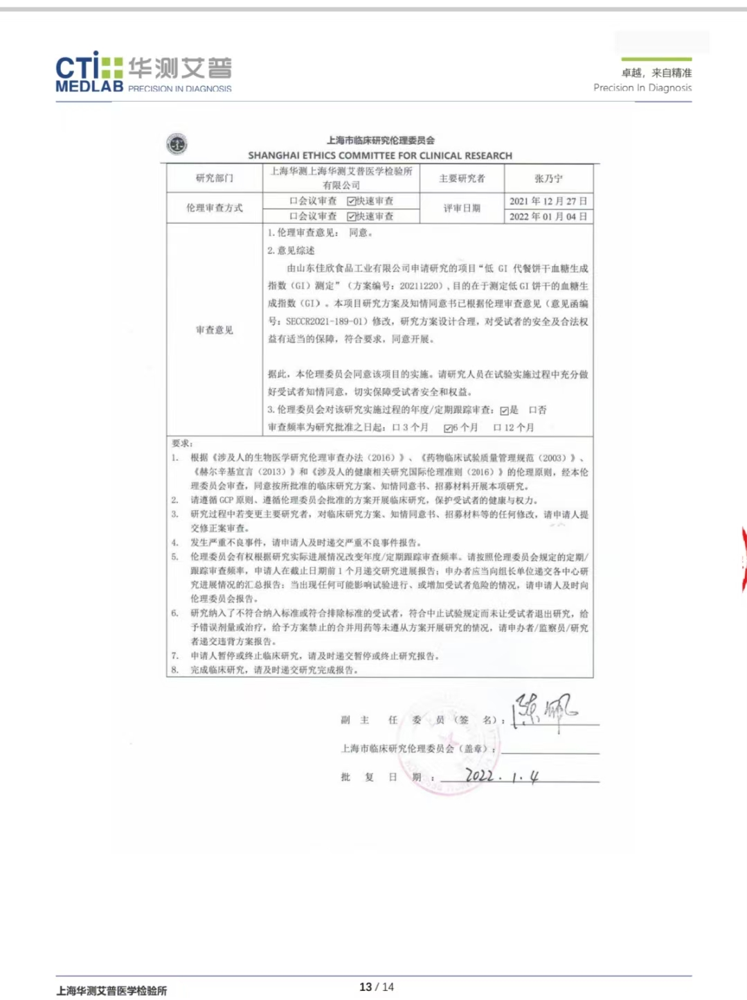 CTI 华测艾普
MEDLAB PRECISION IN DIAGNOSIS
卓越，来自精准
Precision In Diagnosis
上海市临床研究伦理委员会
SHANGHAI ETHICS COMMITTEE FOR CLINICAL RESEARCH
研究部门 上海华测上海华测艾普医学检验所有限公司 主要研究者 张乃宁
伦理审查方式 口会议审查 ☑快速审查 评审日期 2021 年 12 月 27 日
口会议审查 ☑快速审查 2022 年 01 月 04 日
审查意见
1.伦理审查意见： 同意。
2.意见综述
由山东佳欣食品工业有限公司申请研究的项目“低 GI 代餐饼干血糖生成
指数（GI）测定”（方案编号：20211220）,目的在于测定低 GI 饼干的血糖生
成指数（GI）。本项目研究方案及知情同意书已根据伦理审查意见（意见函编
号：SECCR2021-189-01）修改，研究方案设计合理，对受试者的安全及合法权
益有适当的保障，符合要求，同意开展。
据此，本伦理委员会同意该项目的实施。请研究人员在试验实施过程中充分做
好受试者知情同意，切实保障受试者安全和权益。
3.伦理委员会对该研究实施过程的年度/定期跟踪审查：☑是 口否
审查频率为研究批准之日起：口 3 个月 ☑6 个月 口 12 个月
要求：
1. 根据《涉及人的生物医学研究伦理审查办法（2016）》、《药物临床试验质量管理规范（2003）》、
《赫尔辛基宣言（2013）》和《涉及人的健康相关研究国际伦理准则（2016）》的伦理原则，经本伦
理委员会审查，同意按所批准的临床研究方案、知情同意书、招募材料开展本项研究。
2. 请遵循 GCP 原则、遵循伦理委员会批准的方案开展临床研究，保护受试者的健康与权力。
3. 研究过程中若变更主要研究者，对临床研究方案、知情同意书、招募材料等的任何修改，请申请人提
交修正案审查。
4. 发生严重不良事件，请申请人及时递交严重不良事件报告。
5. 伦理委员会有权根据研究实际进展情况改变年度/定期跟踪审查频率。请按照伦理委员会规定的定期/
跟踪审查频率，申请人在截止日期前 1 个月递交研究进展报告；申办者应当向组长单位递交各中心研
究进展情况的汇总报告；当出现任何可能影响试验进行、或增加受试者危险的情况，请申请人及时向
伦理委员会报告。
6. 研究纳入了不符合纳入标准或符合排除标准的受试者，符合中止试验规定而未让受试者退出研究，给
予错误剂量或治疗，给予方案禁止的合并用药等未遵从方案开展研究的情况，请申办者/监察员/研究
者递交违背方案报告。
7. 申请人暂停或终止临床研究，请及时递交暂停或终止研究报告。
8. 完成临床研究，请及时递交研究完成报告。
副 主 任 委 员（签 名）：
上海市临床研究伦理委员会（盖章）：
批 复 日 期 ： 2022.1.4
上海华测艾普医学检验所
13 / 14